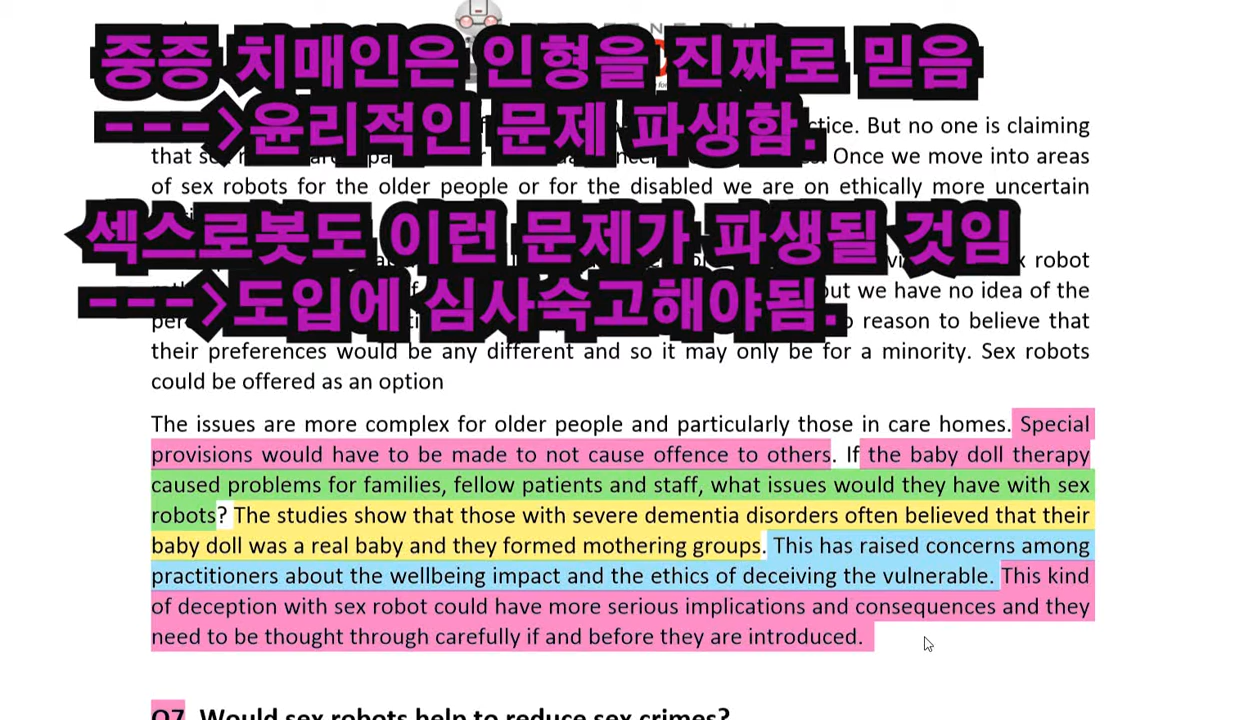 중증 치매인은 인형을 진짜로 믿음
--->윤리적인 문제 파생함.
But no one is claiming
that Once we move into areas
of sex robots for the older people or for the disabled we are on ethically more uncertain
섹스로봇도 이런 문제가 파생될 것임
robot
--->도입에 심사숙고해야됨.
but we have no idea of the
reason to believe that
their preferences would be any different and so it may only be for a minority. Sex robots
could be offered as an option
The issues are more complex for older people and particularly those in care homes. Special
provisions would have to be made to not cause offence to others. If the baby doll therapy
caused problems for families, fellow patients and staff, what issues would they have with sex
robots? The studies show that those with severe dementia disorders often believed that their
baby doll was a real baby and they formed mothering groups. This has raised concerns among
practitioners about the wellbeing impact and the ethics of deceiving the vulnerable. This kind
of deception with sex robot could have more serious implications and consequences and they
need to be thought through carefully if and before they are introduced.
Q7 Would sex robots help to reduce sex crimes?